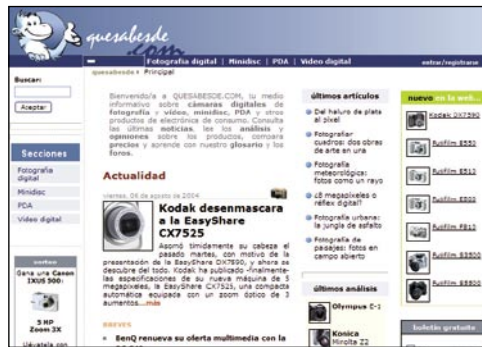 quesabesde
.com
Fotografía digital | Minidisc | PDA | Video digital
entrar/registrarse
quesabesde › Principal
Buscar:
Aceptar
Secciones
Fotografía
digital
Minidisc
PDA
Video digital
sorteo
Gana una Canon
IXUS 500:
5 MP
Zoom 3X
Llévatela con
Bienvenido/a a QUESABESDE.COM, tu medio
informativo sobre cámaras digitales de
fotografía y vídeo, minidisc, PDA y otros
productos de electrónica de consumo. Consulta
las últimas noticias, lee los análisis y
opiniones sobre los productos, compara
precios y aprende con nuestro glosario y los
foros.
Actualidad
viernes, 06 de agosto de 2004
Kodak desenmascara
a la EasyShare
CX7525
Asomó tímidamente su cabeza el
pasado martes, con motivo de la
presentación de la EasyShare DX7590, y ahora se
descubre del todo. Kodak ha publicado -finalmente-
las especificaciones de su nueva máquina de 5
megapíxeles, la EasyShare CX7525, una compacta
automática equipada con un zoom óptico de 3
aumentos...más
BREVES
BenQ renueva su oferta multimedia con la
últimos artículos
Del haluro de plata
al píxel
Fotografiar
cuadros: dos obras
de arte en una
Fotografía
meteorológica:
fotos como un rayo
¿8 megapíxeles o
réflex digital?
Fotografía urbana:
la jungla de asfalto
Fotografía de
paisajes: fotos en
campo abierto
últimos análisis
Olympus C-1
Konica
Minolta Z2
nuevo en la web...
Kodak DX7590
Fujifilm E550
Fujifilm E510
Fujifilm E500
Fujifilm F810
Fujifilm S3500
boletín gratuito